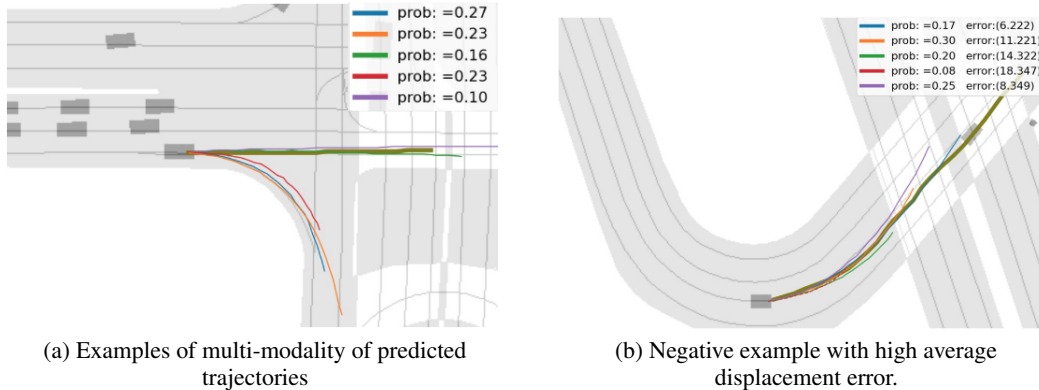 prob: =0.27
prob: =0.23
prob: =0.16
prob: =0.23
prob: =0.10
prob: =0.17 error:(6.222)
prob: =0.30 error:(11.221)
prob: =0.20 error:(14.322)
prob: =0.08 error:(18.347)
prob: =0.25 error:(8.349)
(a) Examples of multi-modality of predicted
trajectories
(b) Negative example with high average
displacement error.